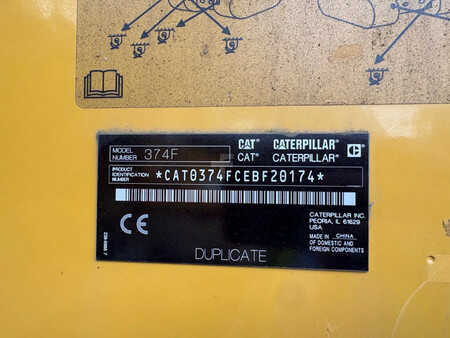 MODEL NUMBER 374F CAT® CATERPILLAR®
CAT® CATERPILLAR®
PRODUCT IDENTIFICATION NUMBER *CAT0374FCEBF20174*
CATERPILLAR INC.
PEORIA, IL 61629
USA
MADE IN CHINA
OF DOMESTIC AND
FOREIGN COMPONENTS
CE
DUPLICATE